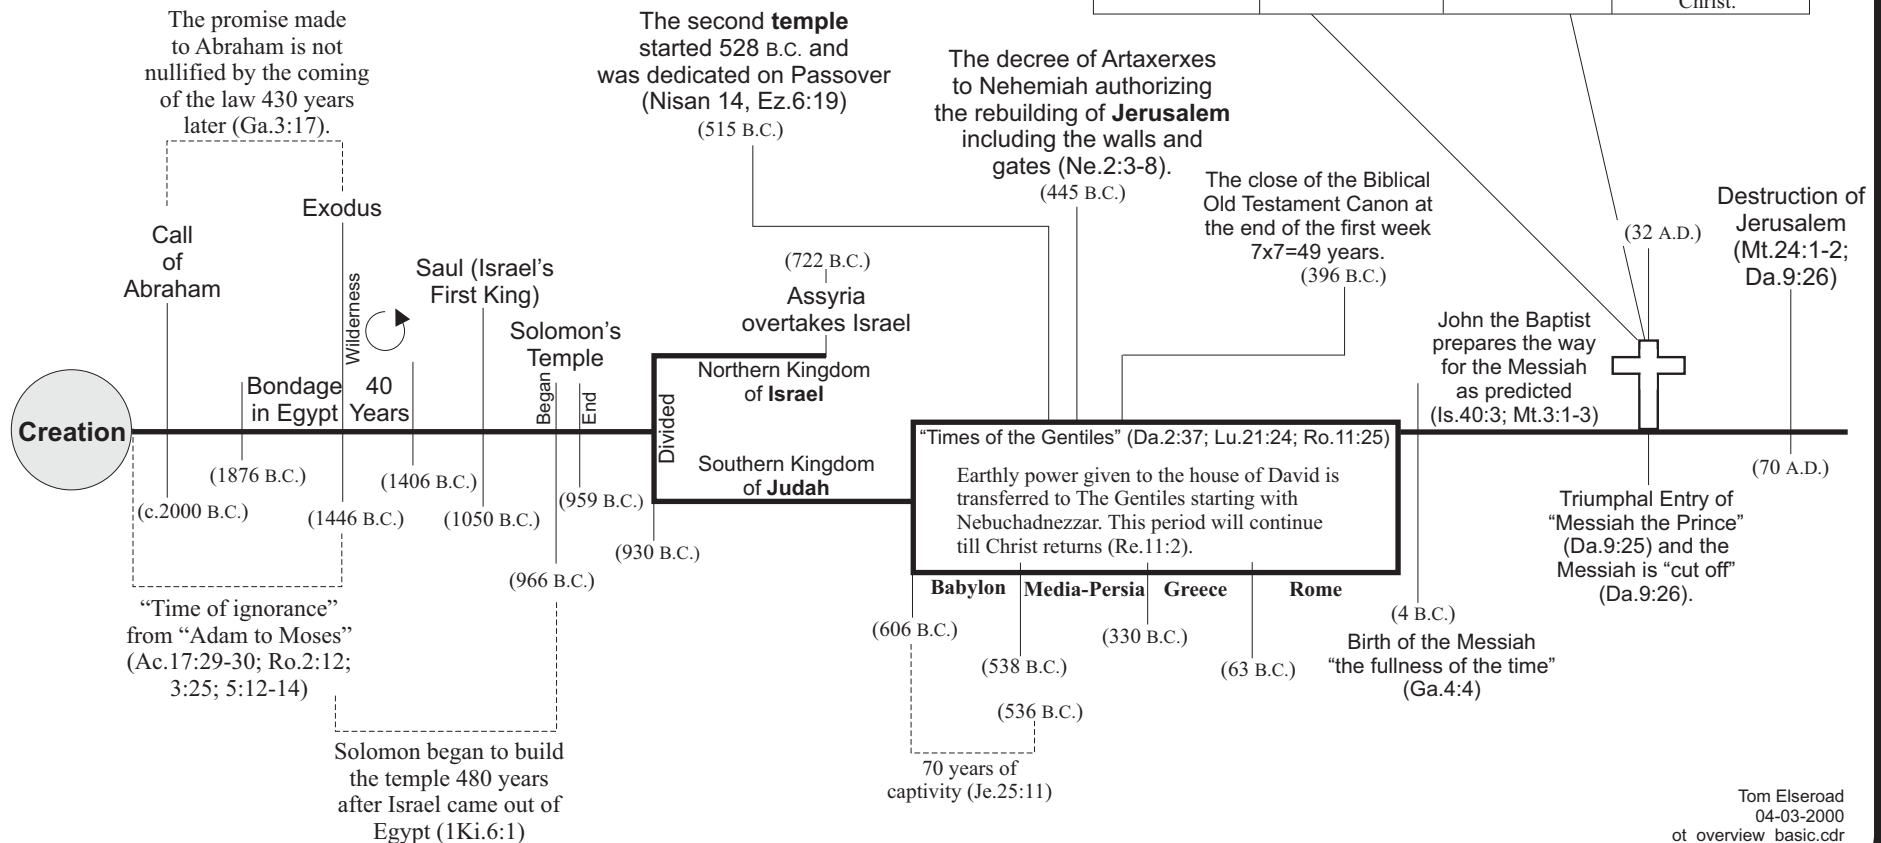 Christ.
The promise made
to Abraham is not
nullified by the coming
of the law 430 years
later (Ga.3:17).
The second temple
started 528 B.C. and
was dedicated on Passover
(Nisan 14, Ez.6:19)
(515 B.C.)
The decree of Artaxerxes
to Nehemiah authorizing
the rebuilding of Jerusalem
including the walls and
gates (Ne.2:3-8).
(445 B.C.)
The close of the Biblical
Old Testament Canon at
the end of the first week
7x7=49 years.
(396 B.C.)
(32 A.D.)
Destruction of
Jerusalem
(Mt.24:1-2;
Da.9:26)
Exodus
Call
of
Abraham
Wilderness
Saul (Israel’s
First King)
Solomon’s
Temple
Began
End
(722 B.C.)
Assyria
overtakes Israel
John the Baptist
prepares the way
for the Messiah
as predicted
(Is.40:3; Mt.3:1-3)
Creation
Bondage
in Egypt
40
Years
Divided
Northern Kingdom
of Israel
Southern Kingdom
of Judah
“Times of the Gentiles” (Da.2:37; Lu.21:24; Ro.11:25)
Earthly power given to the house of David is
transferred to The Gentiles starting with
Nebuchadnezzar. This period will continue
till Christ returns (Re.11:2).
(c.2000 B.C.)
(1876 B.C.)
(1446 B.C.)
(1406 B.C.)
(1050 B.C.)
(966 B.C.)
(959 B.C.)
(930 B.C.)
(70 A.D.)
Triumphal Entry of
“Messiah the Prince”
(Da.9:25) and the
Messiah is “cut off”
(Da.9:26).
Babylon
Media-Persia
Greece
Rome
(606 B.C.)
(538 B.C.)
(536 B.C.)
(330 B.C.)
(63 B.C.)
(4 B.C.)
Birth of the Messiah
“the fullness of the time”
(Ga.4:4)
“Time of ignorance”
from “Adam to Moses”
(Ac.17:29-30; Ro.2:12;
3:25; 5:12-14)
Solomon began to build
the temple 480 years
after Israel came out of
Egypt (1Ki.6:1)
70 years of
captivity (Je.25:11)
Tom Elseroad
04-03-2000
ot_overview_basic.cdr